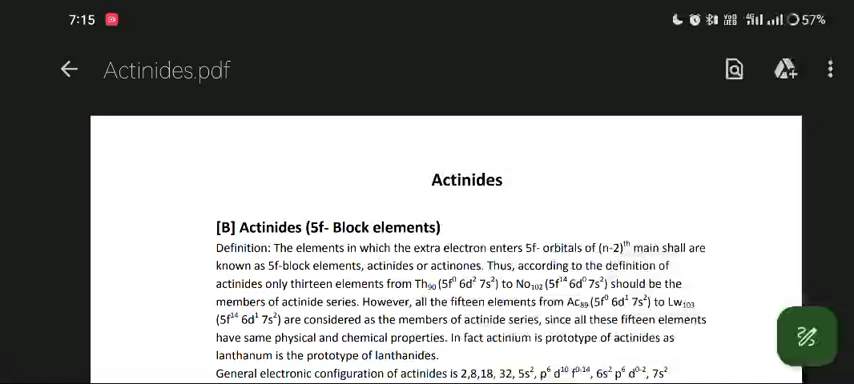 7:15
4G 57%
Actinides.pdf
Actinides
[B] Actinides (5f- Block elements)
Definition: The elements in which the extra electron enters 5f- orbitals of (n-2)th main shall are
known as 5f-block elements, actinides or actinones. Thus, according to the definition of
actinides only thirteen elements from Th90 (5f⁰ 6d² 7s²) to No102 (5f¹⁴ 6d⁰ 7s²) should be the
members of actinide series. However, all the fifteen elements from Ac89 (5f⁰ 6d¹ 7s²) to Lw103
(5f¹⁴ 6d¹ 7s²) are considered as the members of actinide series, since all these fifteen elements
have same physical and chemical properties. In fact actinium is prototype of actinides as
lanthanum is the prototype of lanthanides.
General electronic configuration of actinides is 2,8,18, 32, 5s², p⁶ d¹⁰ f⁰⁻¹⁴, 6s² p⁶ d⁰⁻², 7s²